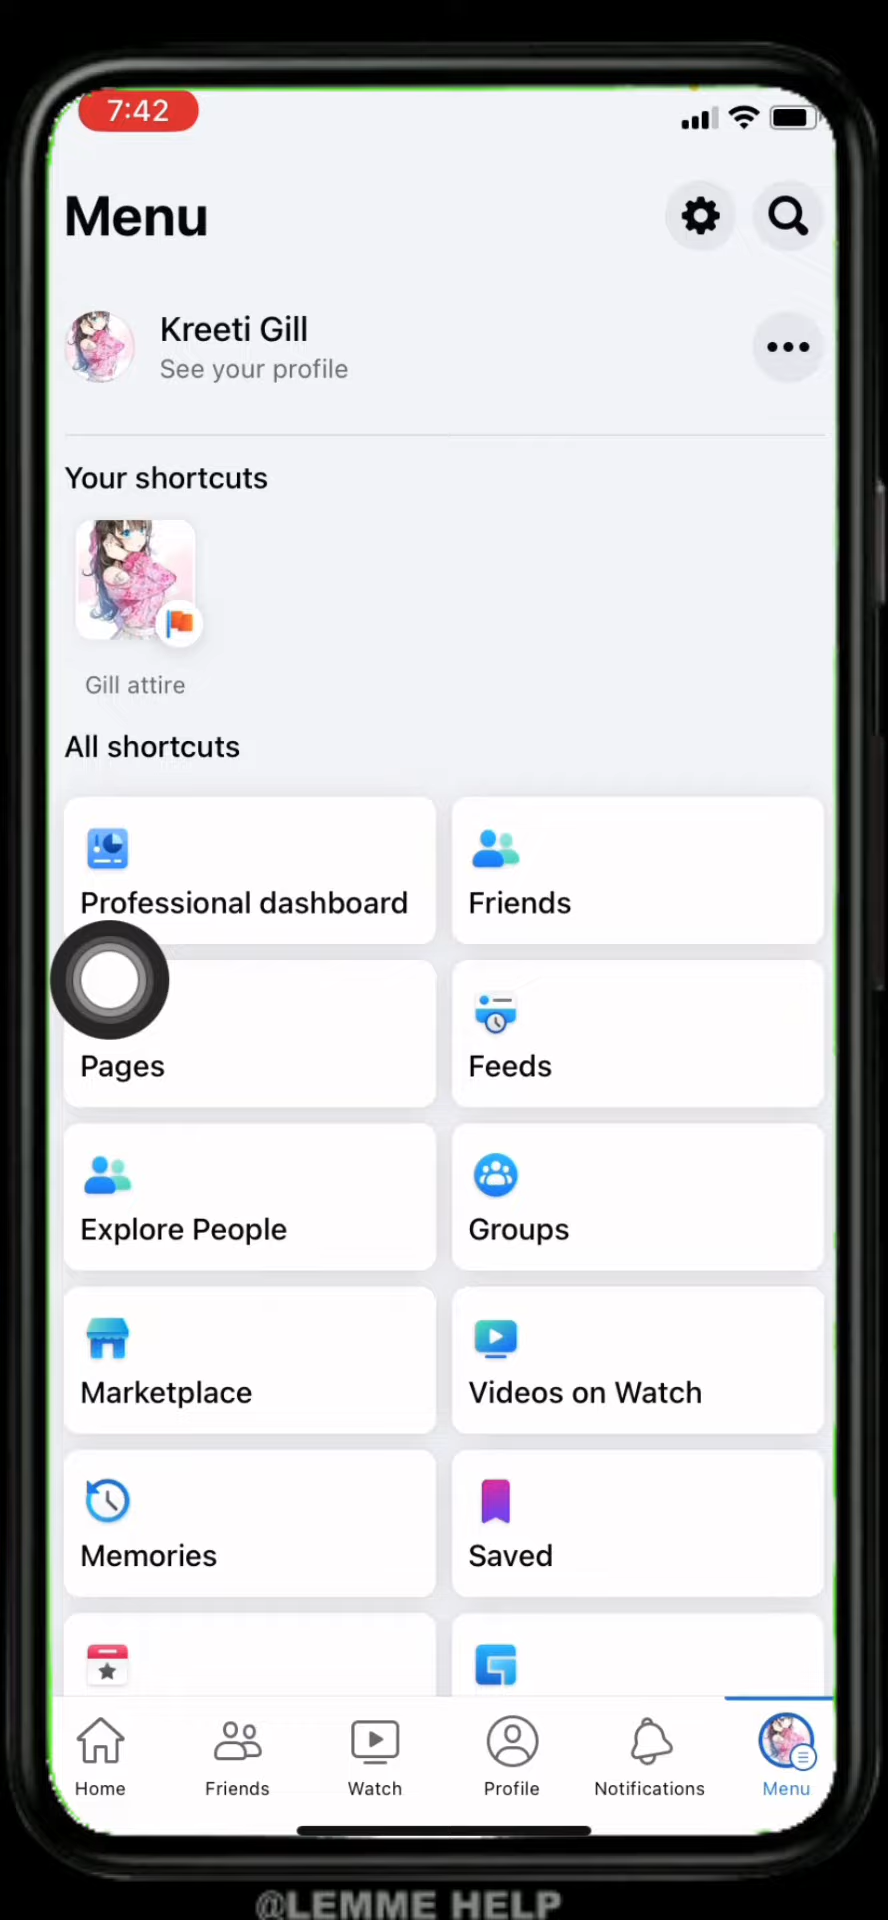 7:42
Menu
Kreeti Gill
See your profile
Your shortcuts
Gill attire
All shortcuts
Professional dashboard
Friends
Pages
Feeds
Explore People
Groups
Marketplace
Videos on Watch
Memories
Saved
Home
Friends
Watch
Profile
Notifications
Menu
@LEMME HELP